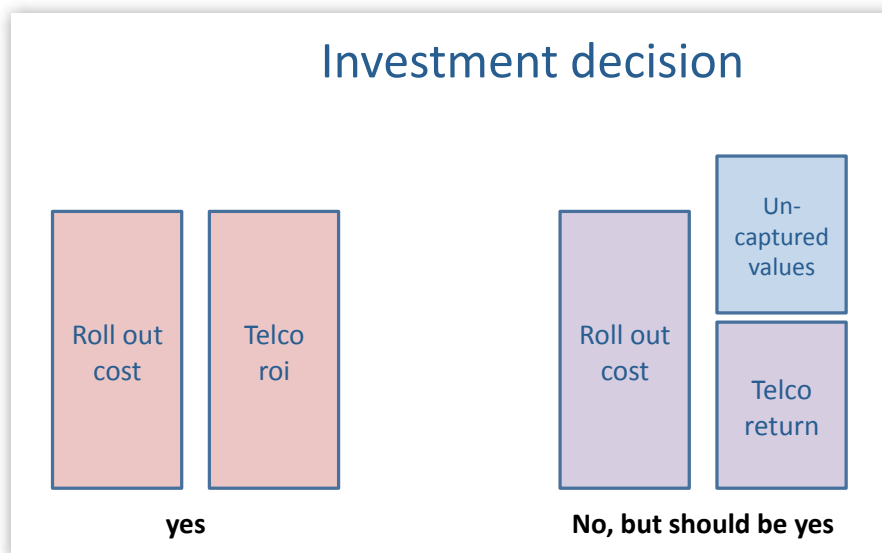 Investment decision
Roll out
cost
Telco
roi
yes
Roll out
cost
Un-
captured
values
Telco
return
No, but should be yes